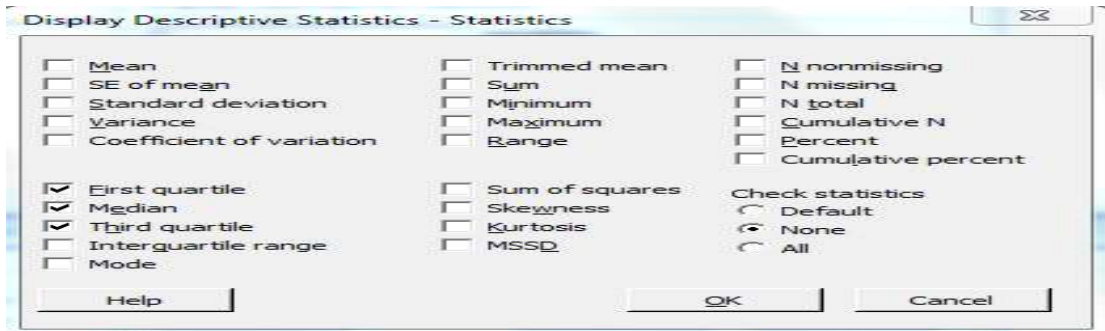 Display Descriptive Statistics - Statistics
Mean
SE of mean
Standard deviation
Variance
Coefficient of variation
Trimmed mean
Sum
Minimum
Maximum
Range
N nonmissing
N missing
N total
Cumulative N
Percent
Cumulative percent
First quartile
Median
Third quartile
Interquartile range
Mode
Sum of squares
Skewness
Kurtosis
MSSD
Check statistics
Default
None
All
Help
OK
Cancel